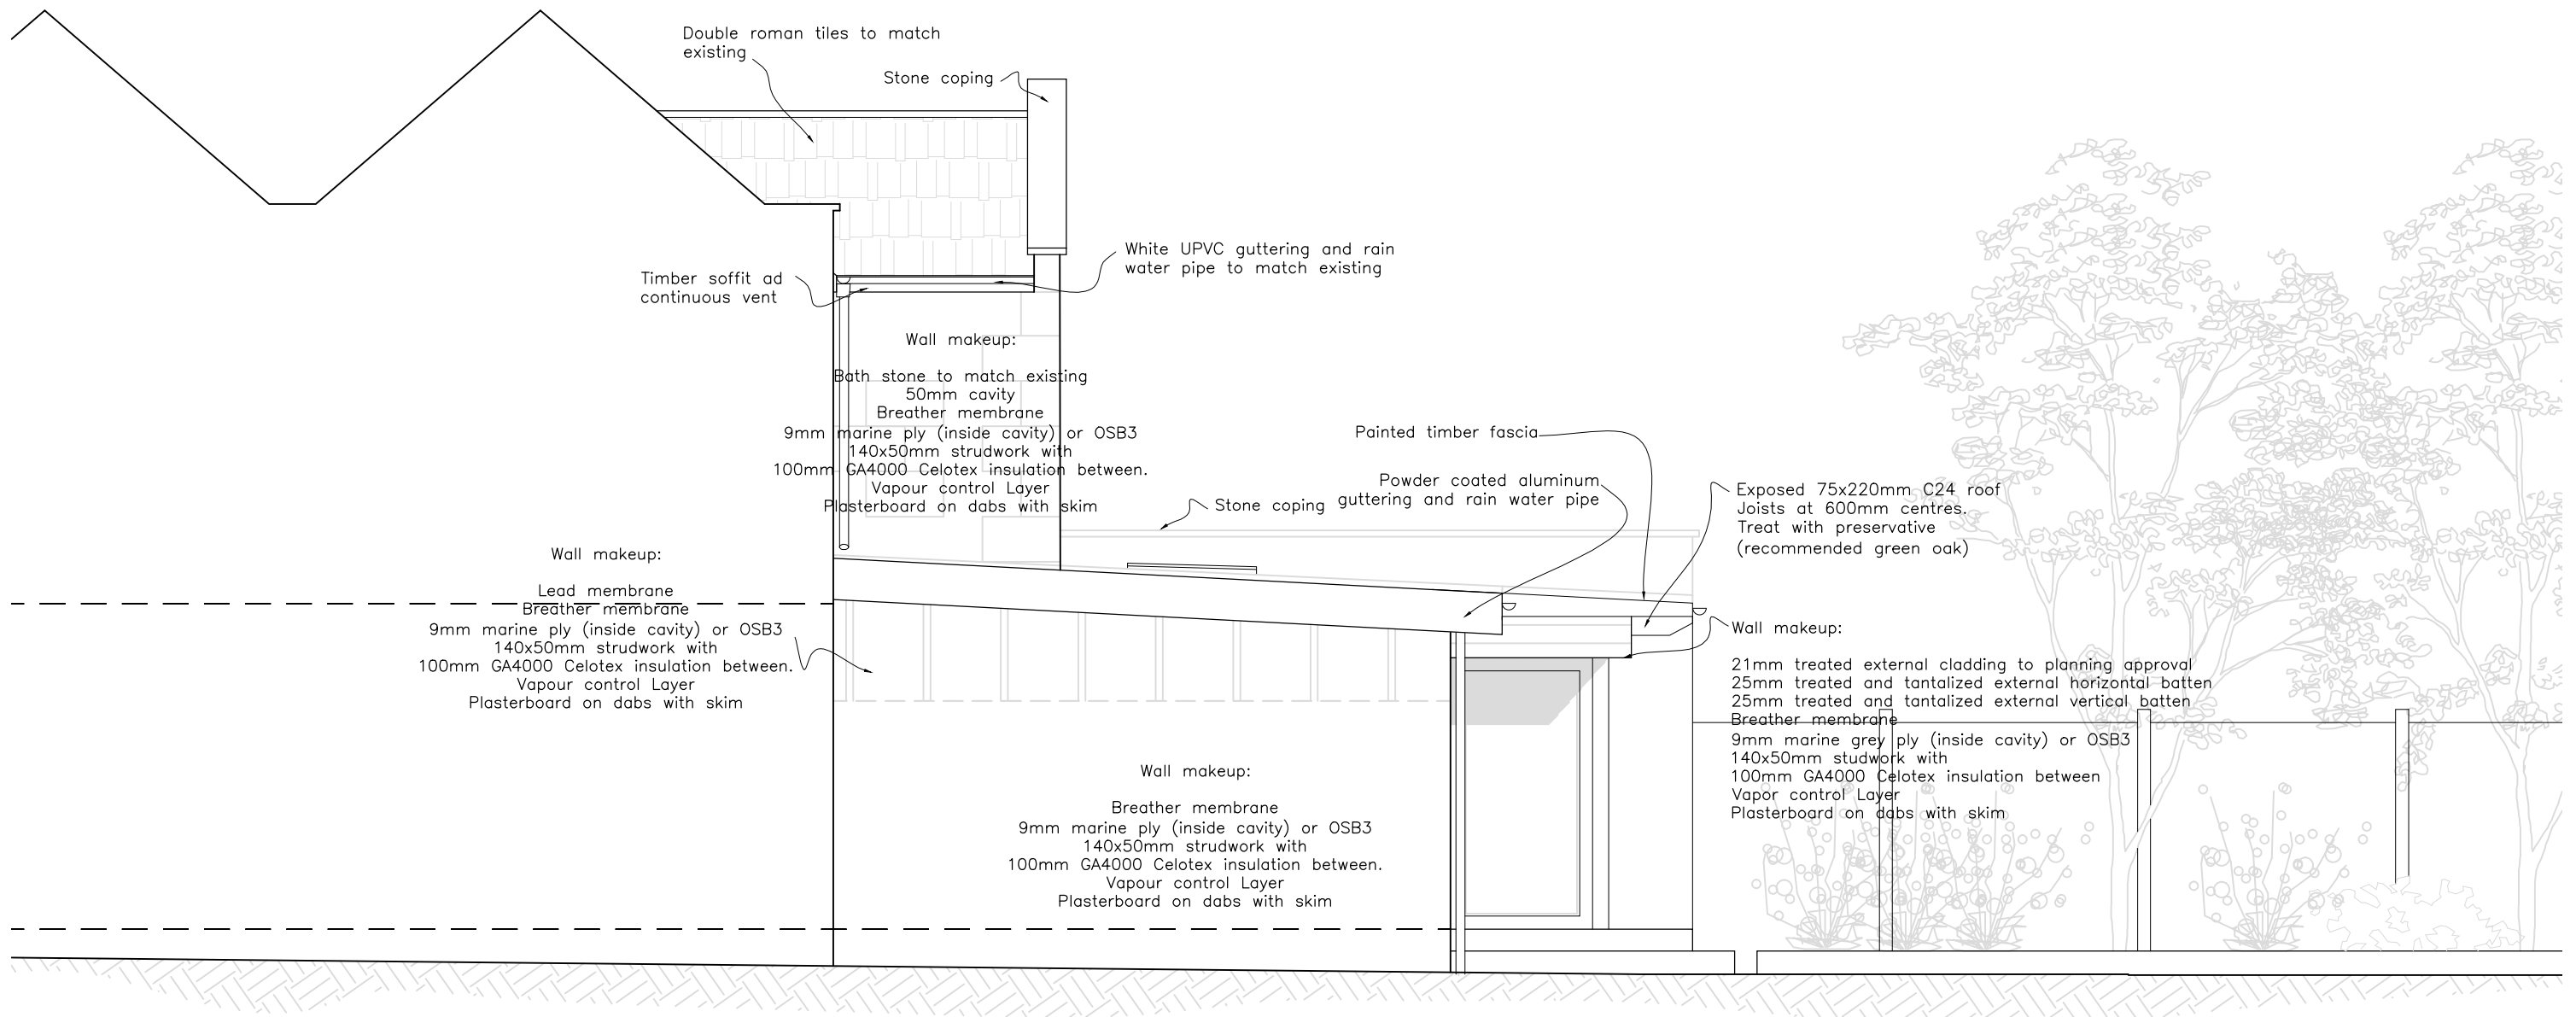 Double roman tiles to match
existing
Stone coping
White UPVC guttering and rain
water pipe to match existing
Timber soffit ad
continuous vent
Wall makeup:
Bath stone to match existing
50mm cavity
Breather membrane
9mm marine ply (inside cavity) or OSB3
140x50mm strudwork with
100mm GA4000 Celotex insulation between.
Vapour control Layer
Plasterboard on dabs with skim
Painted timber fascia
Powder coated aluminum
guttering and rain water pipe
Stone coping
Exposed 75x220mm C24 roof
Joists at 600mm centres.
Treat with preservative
(recommended green oak)
Wall makeup:
Lead membrane
Breather membrane
9mm marine ply (inside cavity) or OSB3
140x50mm strudwork with
100mm GA4000 Celotex insulation between.
Vapour control Layer
Plasterboard on dabs with skim
Wall makeup:
21mm treated external cladding to planning approval
25mm treated and tantalized external horizontal batten
25mm treated and tantalized external vertical batten
Breather membrane
9mm marine grey ply (inside cavity) or OSB3
140x50mm studwork with
100mm GA4000 Celotex insulation between
Vapor control Layer
Plasterboard on dabs with skim
Wall makeup:
Breather membrane
9mm marine ply (inside cavity) or OSB3
140x50mm strudwork with
100mm GA4000 Celotex insulation between.
Vapour control Layer
Plasterboard on dabs with skim